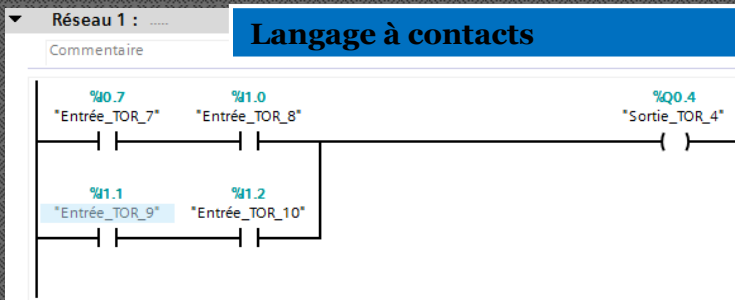 Réseau 1 : .....
Langage à contacts
Commentaire
%I0.7 %I1.0 %Q0.4
"Entrée_TOR_7" "Entrée_TOR_8" "Sortie_TOR_4"
%I1.1 %I1.2
"Entrée_TOR_9" "Entrée_TOR_10"